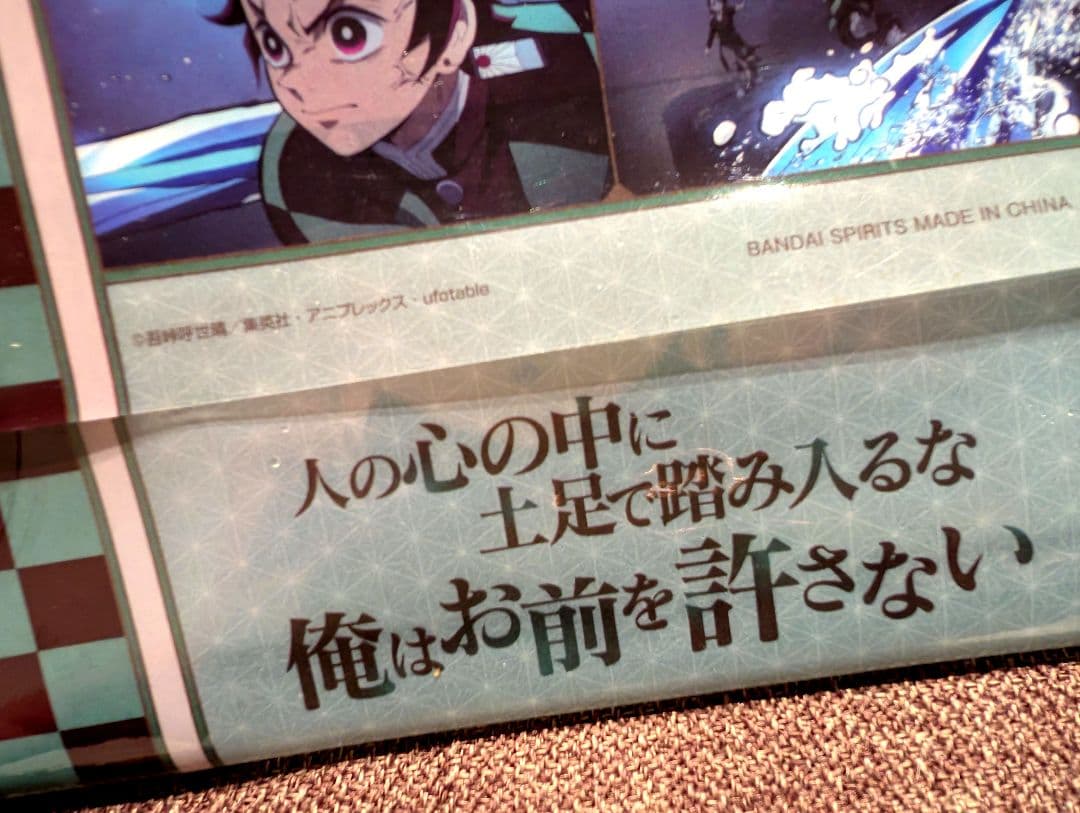 BANDAI SPIRITS MADE IN CHINA
©吾峠呼世晴／集英社・アニプレックス・ufotable
人の心の中に
土足で踏み入るな
俺はお前を許さない